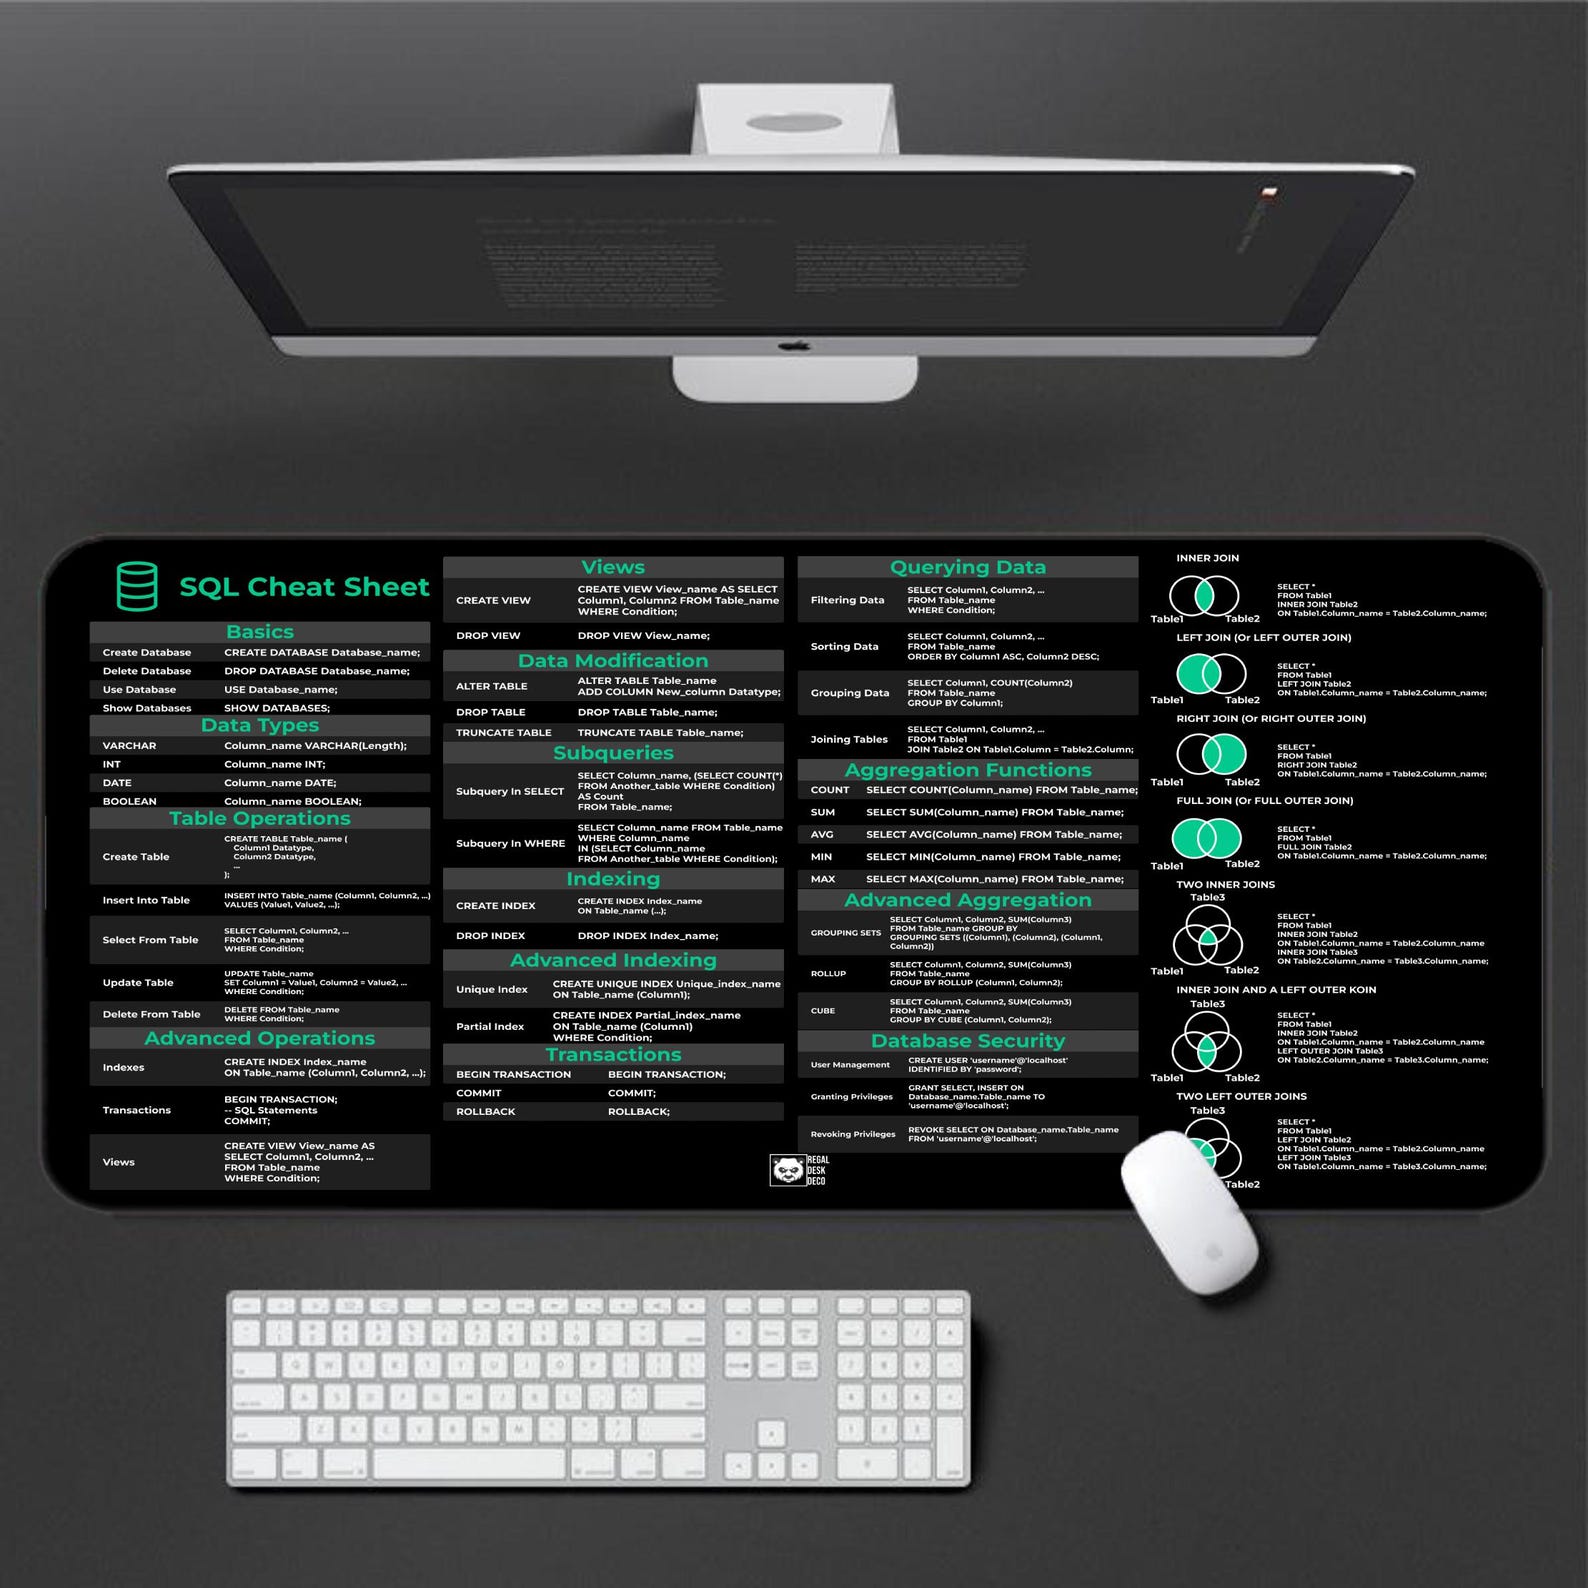 SQL Cheat Sheet
Basics
Create Database CREATE DATABASE Database_name;
Delete Database DROP DATABASE Database_name;
Use Database USE Database_name;
Show Databases SHOW DATABASES;
Data Types
VARCHAR Column_name VARCHAR(Length);
INT Column_name INT;
DATE Column_name DATE;
BOOLEAN Column_name BOOLEAN;
Table Operations
Create Table
CREATE TABLE Table_name (
Column1 Datatype,
Column2 Datatype,
...
);
Insert Into Table
INSERT INTO Table_name (Column1, Column2, ...)
VALUES (Value1, Value2, ...);
Select From Table
SELECT Column1, Column2, ...
FROM Table_name
WHERE Condition;
Update Table
UPDATE Table_name
SET Column1 = Value1, Column2 = Value2, ...
WHERE Condition;
Delete From Table
DELETE FROM Table_name
WHERE Condition;
Advanced Operations
Indexes
CREATE INDEX Index_name
ON Table_name (Column1, Column2, ...);
Transactions
BEGIN TRANSACTION;
-- SQL Statements
COMMIT;
Views
CREATE VIEW View_name AS
SELECT Column1, Column2, ...
FROM Table_name
WHERE Condition;
Views
CREATE VIEW
CREATE VIEW View_name AS SELECT
Column1, Column2 FROM Table_name
WHERE Condition;
DROP VIEW DROP VIEW View_name;
Data Modification
ALTER TABLE
ALTER TABLE Table_name
ADD COLUMN New_column Datatype;
DROP TABLE DROP TABLE Table_name;
TRUNCATE TABLE TRUNCATE TABLE Table_name;
Subqueries
Subquery In SELECT
SELECT Column_name, (SELECT COUNT(*)
FROM Another_table WHERE Condition)
AS Count
FROM Table_name;
Subquery In WHERE
SELECT Column_name FROM Table_name
WHERE Column_name
IN (SELECT Column_name
FROM Another_table WHERE Condition);
Indexing
CREATE INDEX
CREATE INDEX Index_name
ON Table_name (...);
DROP INDEX DROP INDEX Index_name;
Advanced Indexing
Unique Index
CREATE UNIQUE INDEX Unique_index_name
ON Table_name (Column1);
Partial Index
CREATE INDEX Partial_index_name
ON Table_name (Column1)
WHERE Condition;
Transactions
BEGIN TRANSACTION BEGIN TRANSACTION;
COMMIT COMMIT;
ROLLBACK ROLLBACK;
Querying Data
Filtering Data
SELECT Column1, Column2, ...
FROM Table_name
WHERE Condition;
Sorting Data
SELECT Column1, Column2, ...
FROM Table_name
ORDER BY Column1 ASC, Column2 DESC;
Grouping Data
SELECT Column1, COUNT(Column2)
FROM Table_name
GROUP BY Column1;
Joining Tables
SELECT Column1, Column2, ...
FROM Table1
JOIN Table2 ON Table1.Column = Table2.Column;
Aggregation Functions
COUNT SELECT COUNT(Column_name) FROM Table_name;
SUM SELECT SUM(Column_name) FROM Table_name;
AVG SELECT AVG(Column_name) FROM Table_name;
MIN SELECT MIN(Column_name) FROM Table_name;
MAX SELECT MAX(Column_name) FROM Table_name;
Advanced Aggregation
GROUPING SETS
SELECT Column1, Column2, SUM(Column3)
FROM Table_name GROUP BY
GROUPING SETS ((Column1), (Column2), (Column1,
Column2))
ROLLUP
SELECT Column1, Column2, SUM(Column3)
FROM Table_name
GROUP BY ROLLUP (Column1, Column2);
CUBE
SELECT Column1, Column2, SUM(Column3)
FROM Table_name
GROUP BY CUBE (Column1, Column2);
Database Security
User Management
CREATE USER 'username'@'localhost'
IDENTIFIED BY 'password';
Granting Privileges
GRANT SELECT, INSERT ON
Database_name.Table_name TO
'username'@'localhost';
Revoking Privileges
REVOKE SELECT ON Database_name.Table_name
FROM 'username'@'localhost';
REGAL
DESK
DECO
INNER JOIN
Table1 Table2
SELECT *
FROM Table1
INNER JOIN Table2
ON Table1.Column_name = Table2.Column_name;
LEFT JOIN (Or LEFT OUTER JOIN)
Table1 Table2
SELECT *
FROM Table1
LEFT JOIN Table2
ON Table1.Column_name = Table2.Column_name;
RIGHT JOIN (Or RIGHT OUTER JOIN)
Table1 Table2
SELECT *
FROM Table1
RIGHT JOIN Table2
ON Table1.Column_name = Table2.Column_name;
FULL JOIN (Or FULL OUTER JOIN)
Table1 Table2
SELECT *
FROM Table1
FULL JOIN Table2
ON Table1.Column_name = Table2.Column_name;
TWO INNER JOINS
Table3
Table1 Table2
SELECT *
FROM Table1
INNER JOIN Table2
ON Table1.Column_name = Table2.Column_name
INNER JOIN Table3
ON Table2.Column_name = Table3.Column_name;
INNER JOIN AND A LEFT OUTER KOIN
Table3
Table1 Table2
SELECT *
FROM Table1
INNER JOIN Table2
ON Table1.Column_name = Table2.Column_name
LEFT OUTER JOIN Table3
ON Table2.Column_name = Table3.Column_name;
TWO LEFT OUTER JOINS
Table3
Table2
SELECT *
FROM Table1
LEFT JOIN Table2
ON Table1.Column_name = Table2.Column_name
LEFT JOIN Table3
ON Table1.Column_name = Table3.Column_name;